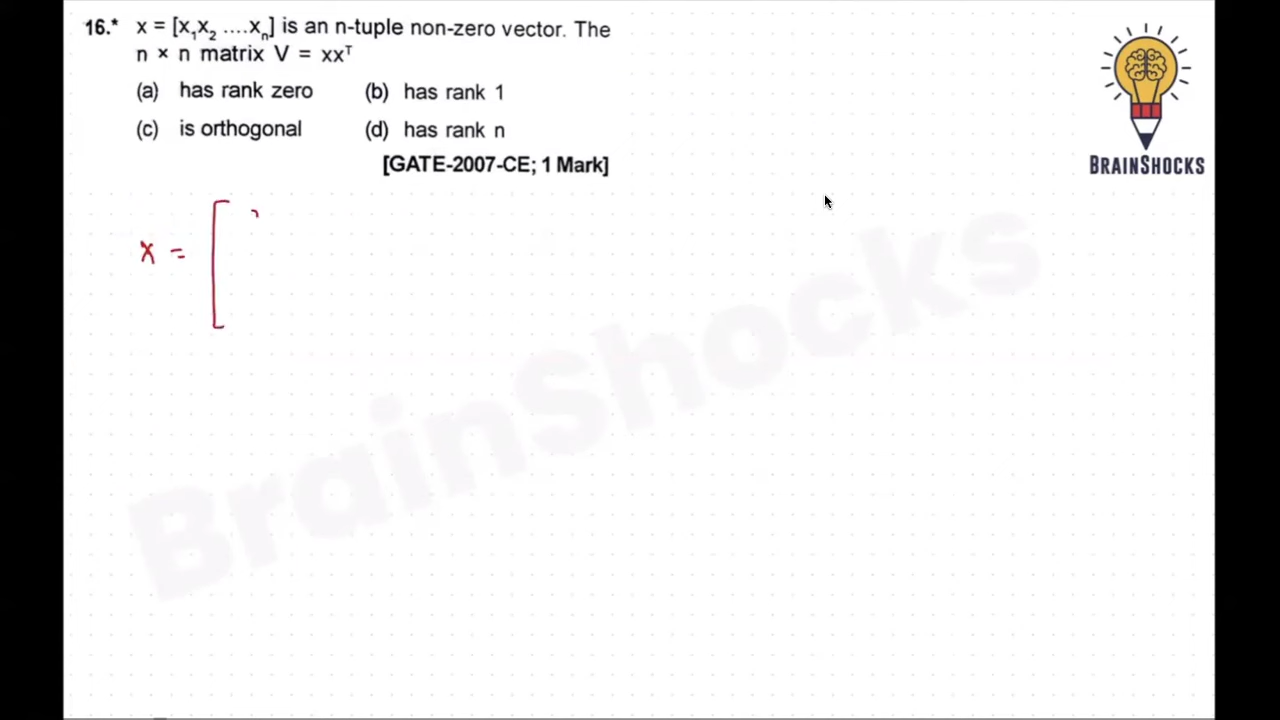 16.* x = [x₁x₂ ....xₙ] is an n-tuple non-zero vector. The
n × n matrix V = xxᵀ
(a) has rank zero (b) has rank 1
(c) is orthogonal (d) has rank n
[GATE-2007-CE; 1 Mark]
BRAINSHOCKS
x = [
BrainShocks